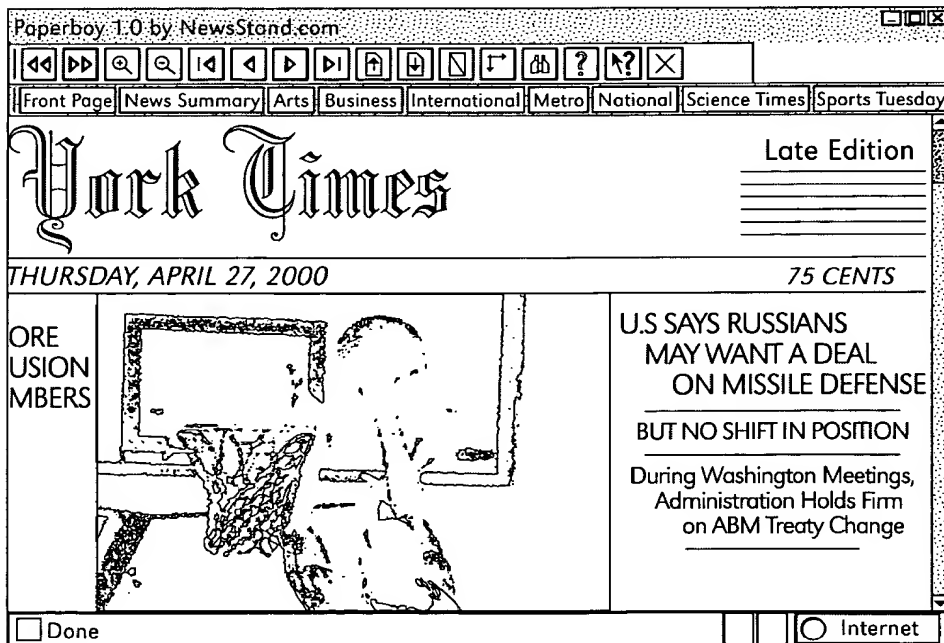 Paperboy 1.0 by NewsStand.com
Front Page News Summary Arts Business International Metro National Science Times Sports Tuesday
York Times
Late Edition
THURSDAY, APRIL 27, 2000 75 CENTS
ORE
USION
MBERS
U.S SAYS RUSSIANS
MAY WANT A DEAL
ON MISSILE DEFENSE
BUT NO SHIFT IN POSITION
During Washington Meetings,
Administration Holds Firm
on ABM Treaty Change
Done Internet